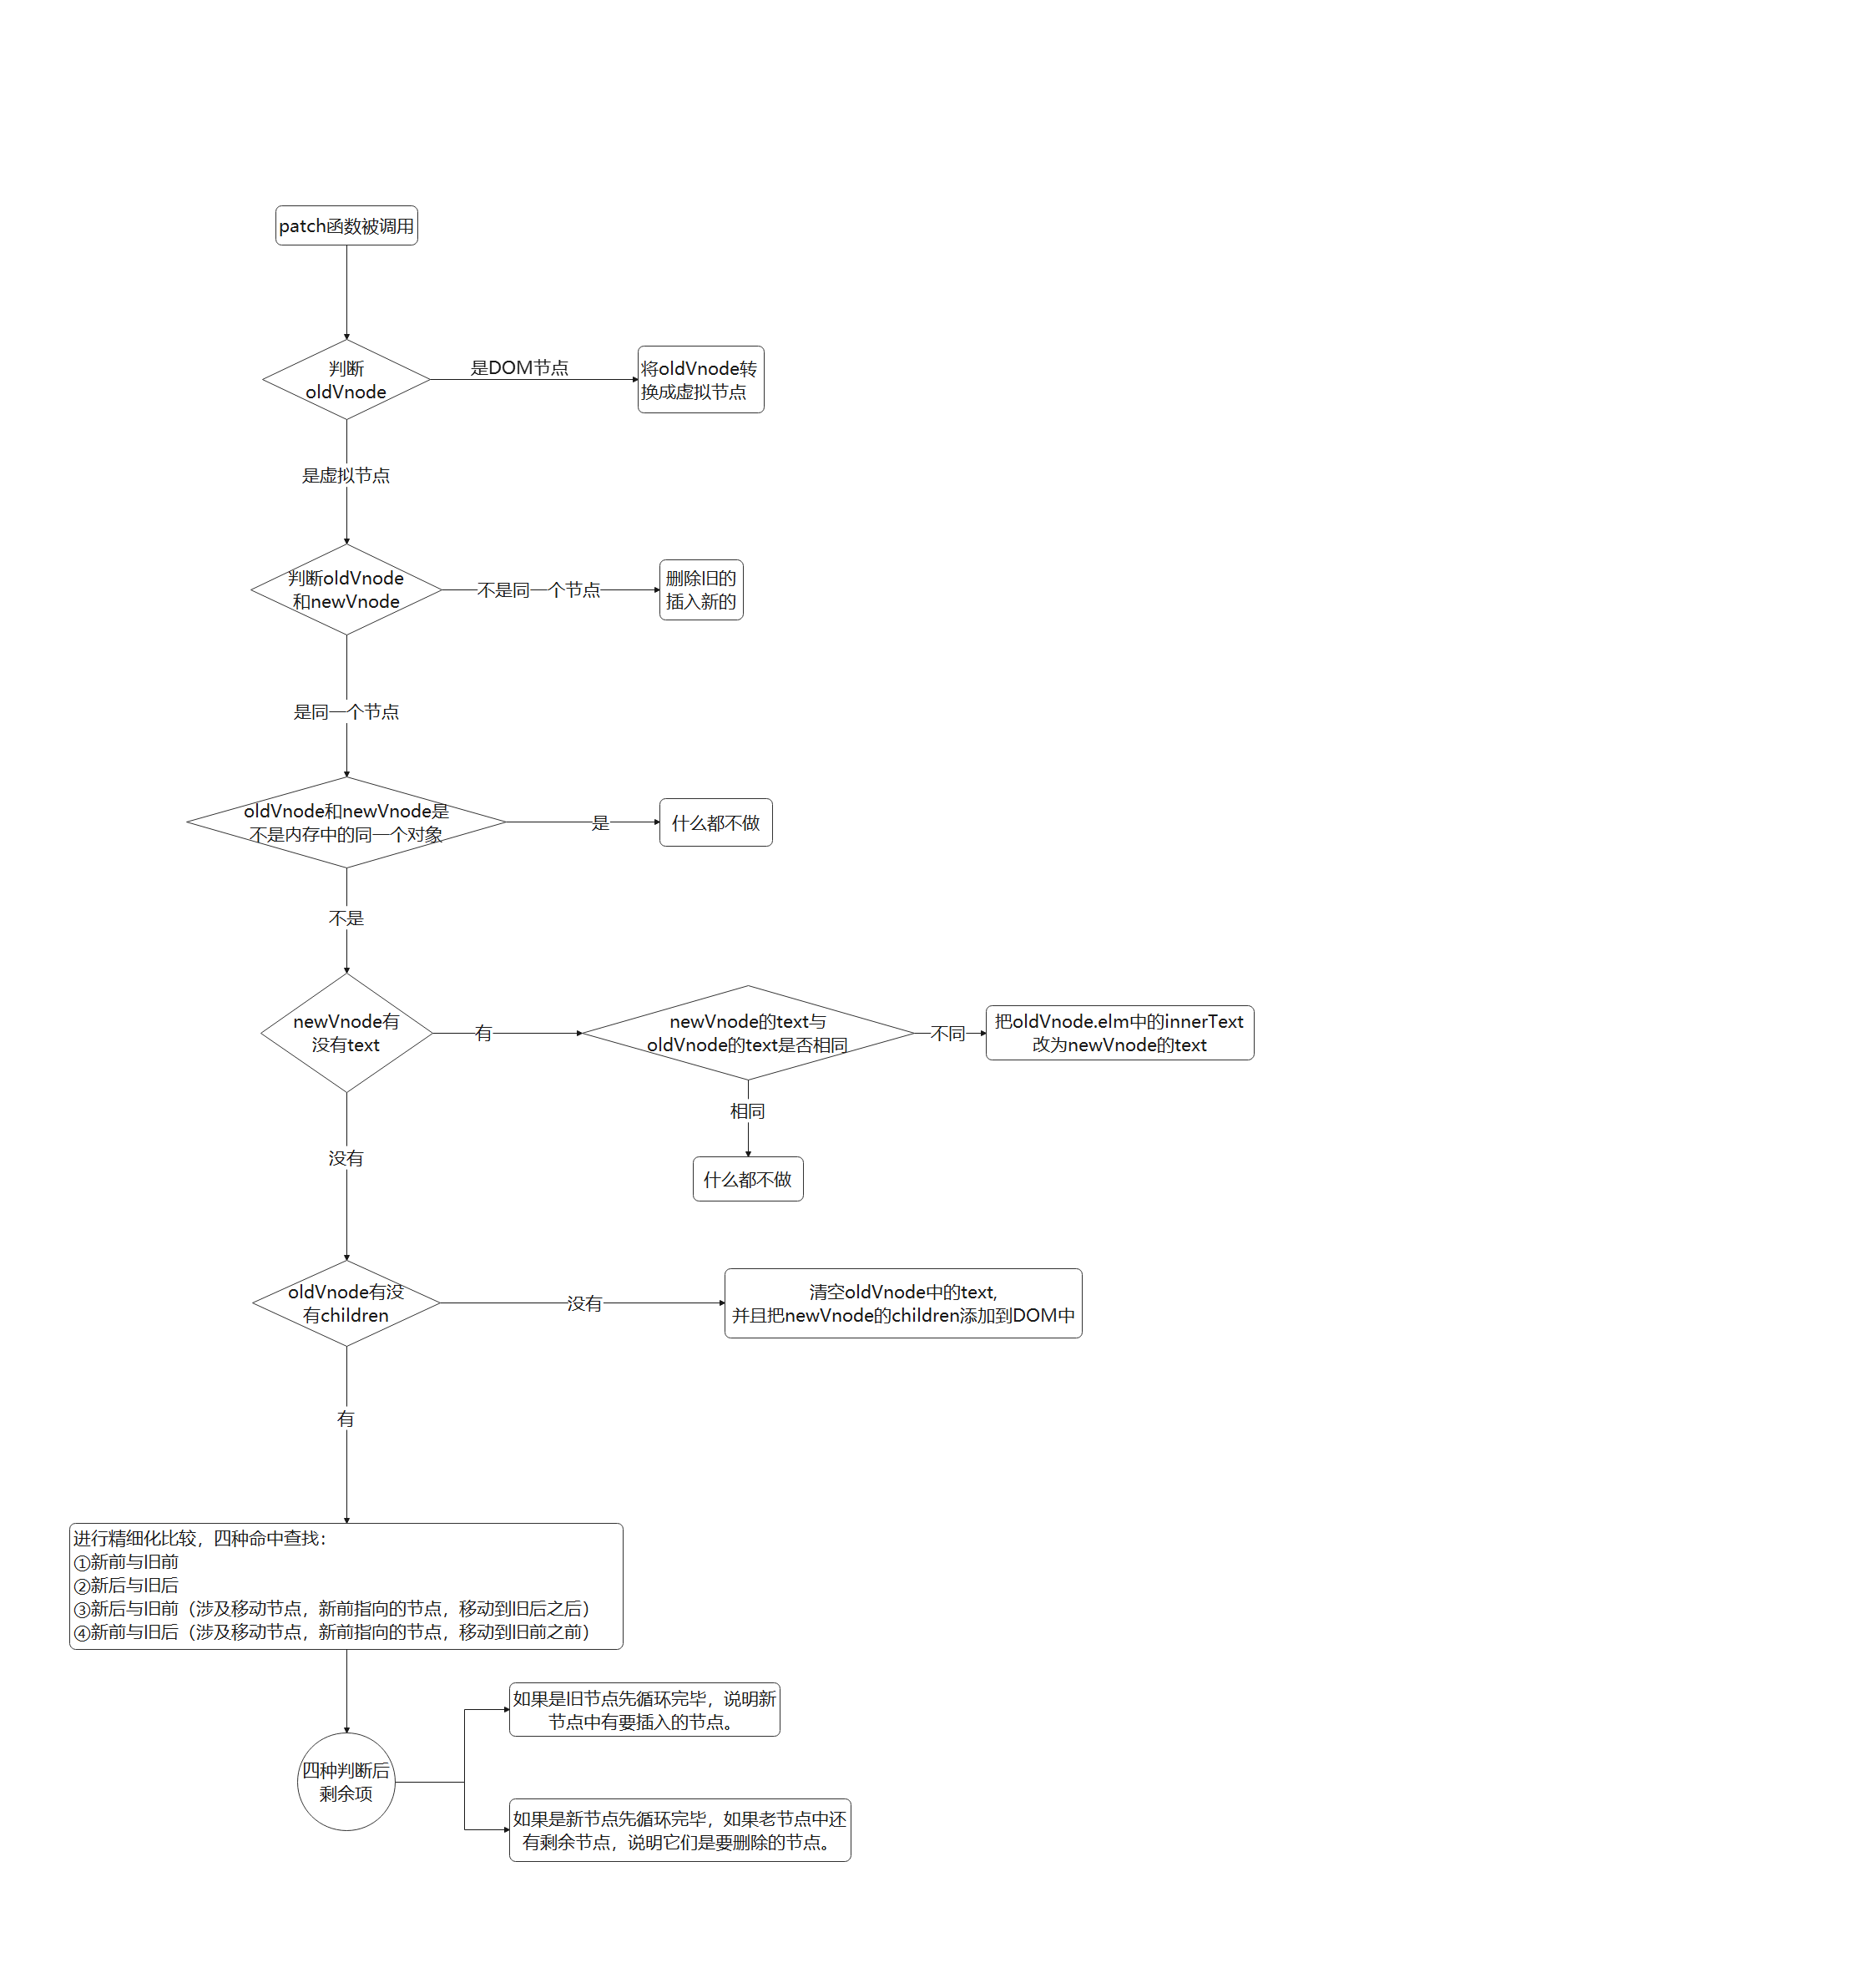 patch函数被调用
判断
oldVnode
是DOM节点
将oldVnode转
换成虚拟节点
是虚拟节点
判断oldVnode
和newVnode
不是同一个节点
删除旧的
插入新的
是同一个节点
oldVnode和newVnode是
不是内存中的同一个对象
是
什么都不做
不是
newVnode有
没有text
有
newVnode的text与
oldVnode的text是否相同
不同
把oldVnode.elm中的innerText
改为newVnode的text
相同
什么都不做
没有
oldVnode有没
有children
没有
清空oldVnode中的text,
并且把newVnode的children添加到DOM中
有
进行精细化比较，四种命中查找：
①新前与旧前
②新后与旧后
③新后与旧前（涉及移动节点，新前指向的节点，移动到旧后之后）
④新前与旧后（涉及移动节点，新前指向的节点，移动到旧前之前）
四种判断后
剩余项
如果是旧节点先循环完毕，说明新
节点中有要插入的节点。
如果是新节点先循环完毕，如果老节点中还
有剩余节点，说明它们是要删除的节点。